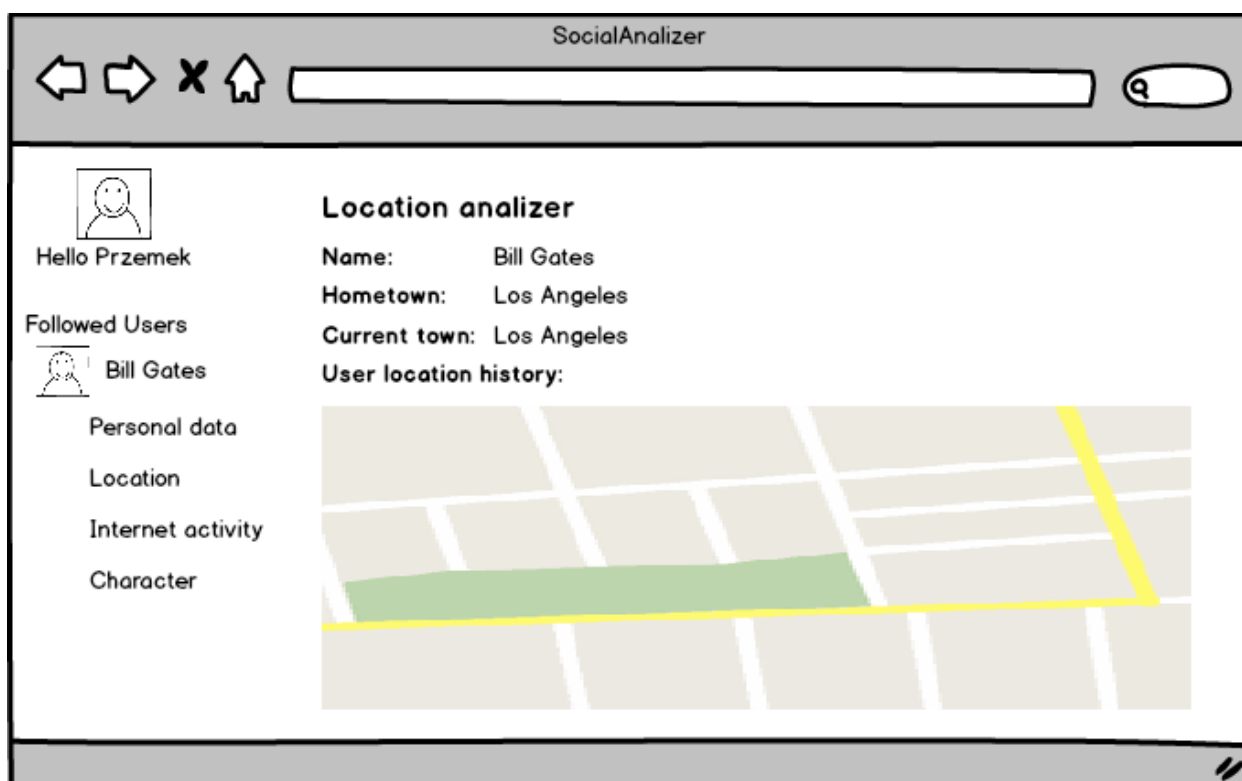 SocialAnalizer
Hello Przemek
Followed Users
Bill Gates
Personal data
Location
Internet activity
Character
Location analizer
Name: Bill Gates
Hometown: Los Angeles
Current town: Los Angeles
User location history: